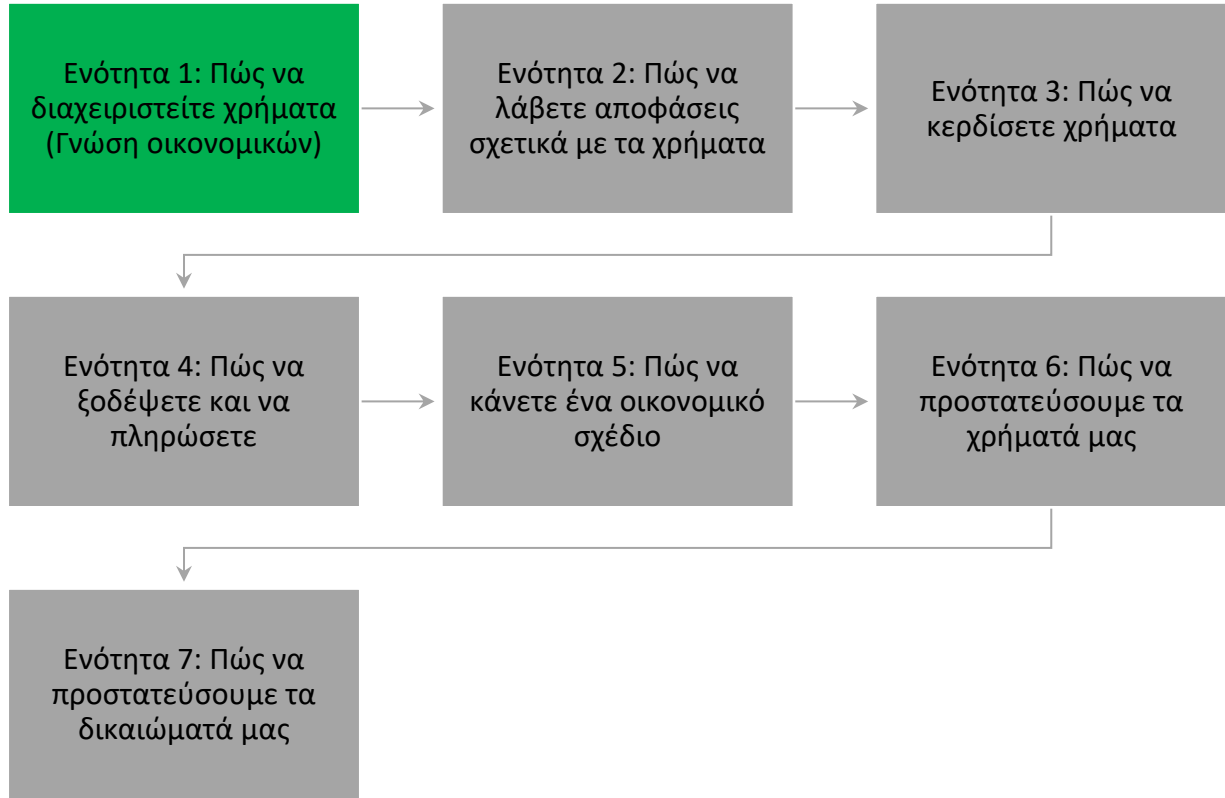 Ενότητα 1: Πώς να
διαχειριστείτε χρήματα
(Γνώση οικονομικών)
Ενότητα 2: Πώς να
λάβετε αποφάσεις
σχετικά με τα χρήματα
Ενότητα 3: Πώς να
κερδίσετε χρήματα
Ενότητα 4: Πώς να
ξοδέψετε και να
πληρώσετε
Ενότητα 5: Πώς να
κάνετε ένα οικονομικό
σχέδιο
Ενότητα 6: Πώς να
προστατεύσουμε τα
χρήματά μας
Ενότητα 7: Πώς να
προστατεύσουμε τα
δικαιώματά μας